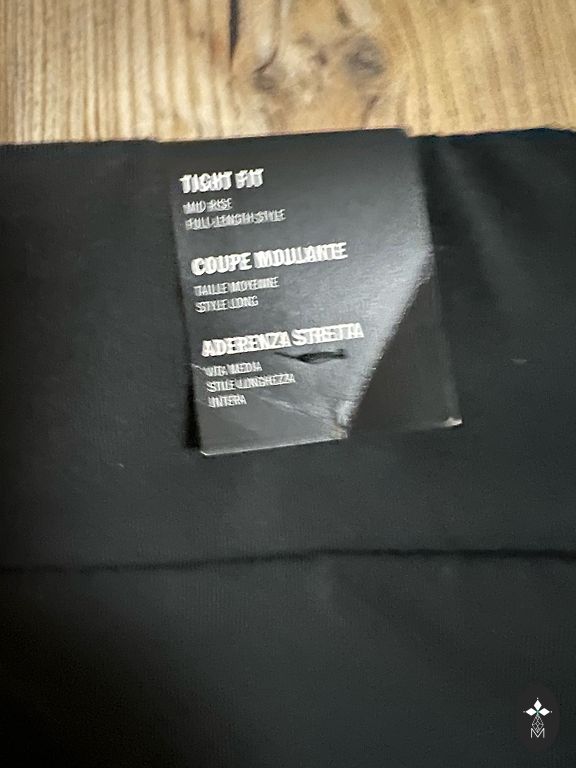 TIGHT FIT
MID RISE
FULL-LENGTH STYLE
COUPE MOULANTE
TAILLE MOYENNE
STYLE LONG
ADERENZA STRETTA
VITA MEDIA
STILE LUNGHEZZA
INTERA
M